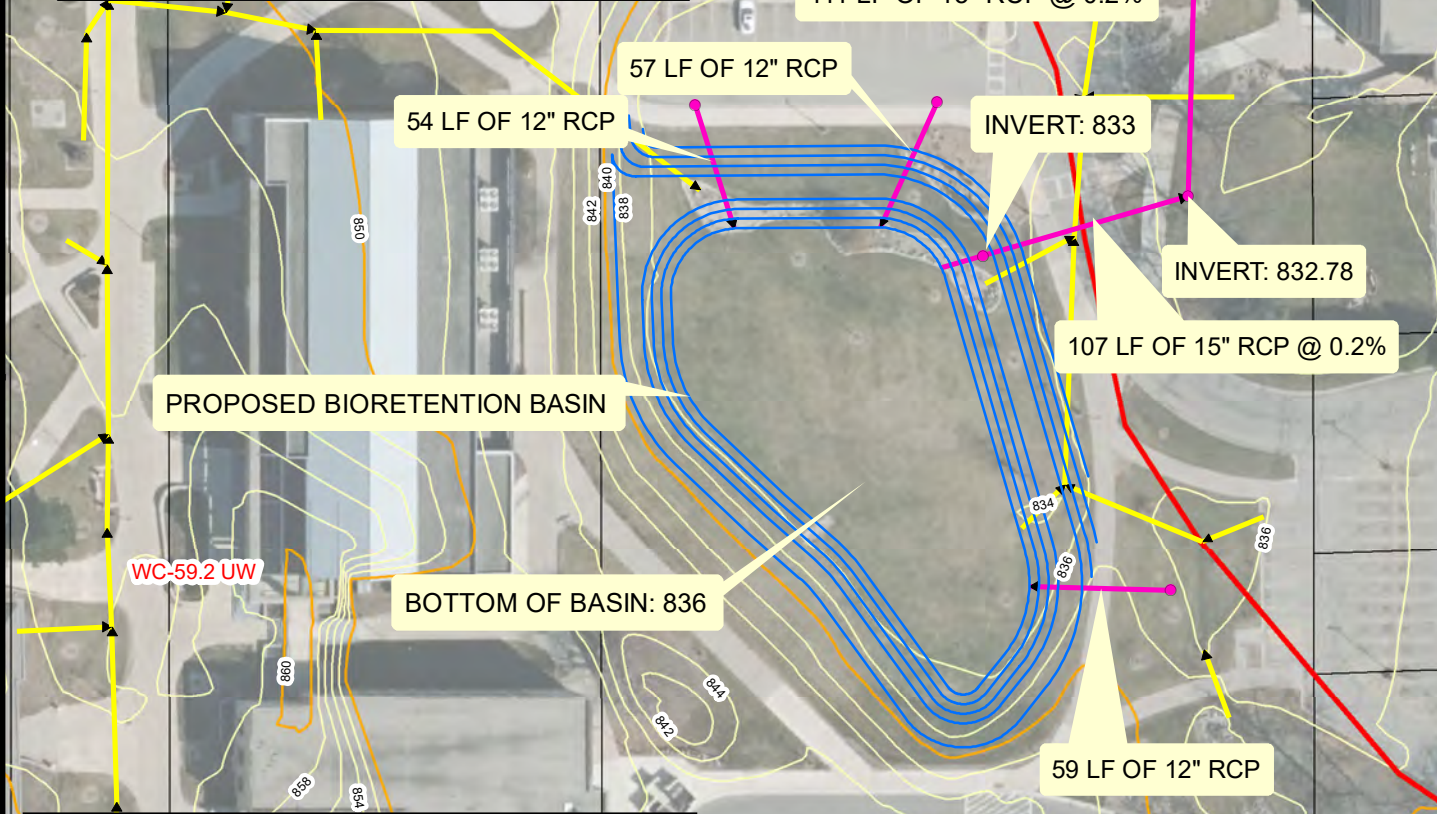 57 LF OF 12" RCP
54 LF OF 12" RCP
INVERT: 833
840
842
838
850
INVERT: 832.78
107 LF OF 15" RCP @ 0.2%
PROPOSED BIORETENTION BASIN
834
836
836
WC-59.2 UW
BOTTOM OF BASIN: 836
860
844
842
59 LF OF 12" RCP
858
854